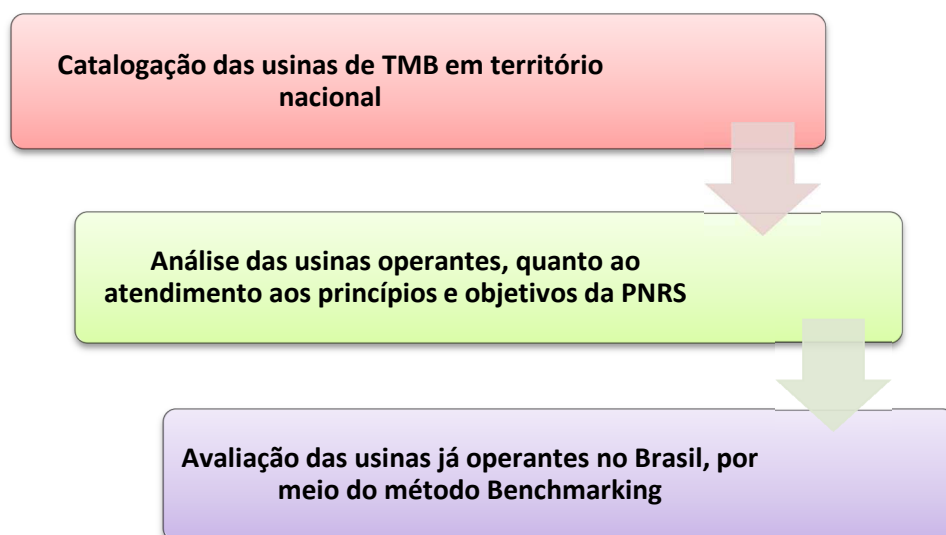 Catalogação das usinas de TMB em território
nacional
Análise das usinas operantes, quanto ao
atendimento aos princípios e objetivos da PNRS
Avaliação das usinas já operantes no Brasil, por
meio do método Benchmarking